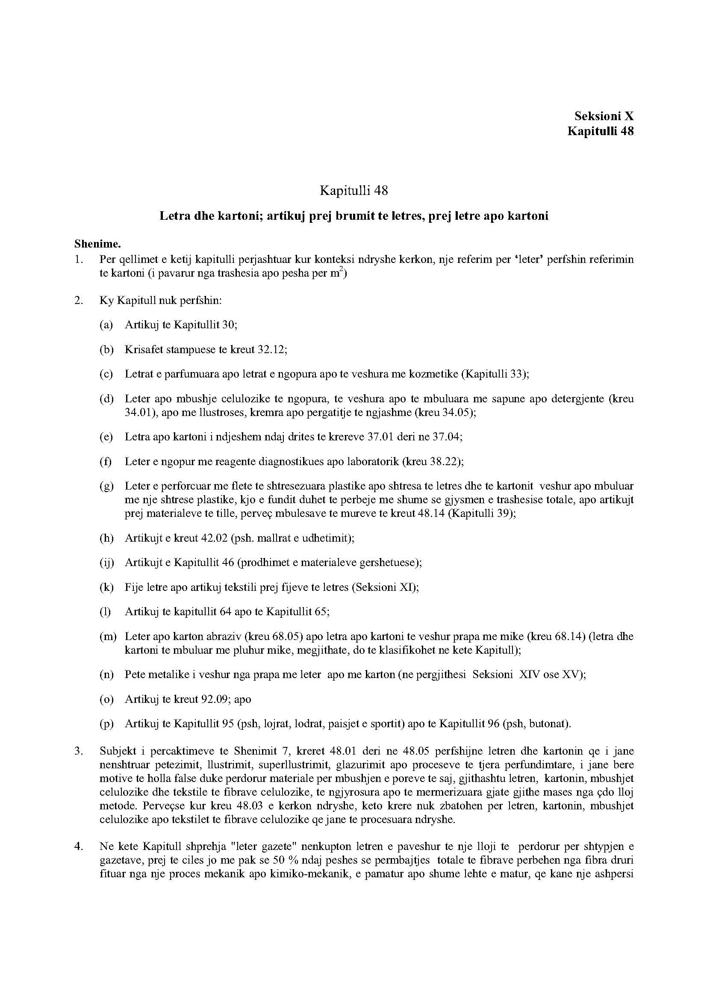 Seksioni X
Kapitulli 48
Kapitulli 48
Letra dhe kartoni; artikuj prej brumit te letres, prej letre apo kartoni
Shenime.
1. Per qellimet e ketij kapitulli perjashtuar kur konteksi ndryshe kerkon, nje referim per ‘leter’ perfshin referimin
te kartoni (i pavarur nga trashesia apo pesha per m²)
2. Ky Kapitull nuk perfshin:
(a) Artikuj te Kapitullit 30;
(b) Krisafet stampuese te kreut 32.12;
(c) Letrat e parfumuara apo letrat e ngopura apo te veshura me kozmetike (Kapitulli 33);
(d) Leter apo mbushje celulozike te ngopura, te veshura apo te mbuluara me sapune apo detergjente (kreu
34.01), apo me llustroses, kremra apo pergatitje te ngjashme (kreu 34.05);
(e) Letra apo kartoni i ndjeshem ndaj drites te krereve 37.01 deri ne 37.04;
(f) Leter e ngopur me reagente diagnostikues apo laboratorik (kreu 38.22);
(g) Leter e perforcuar me flete te shtresezuara plastike apo shtresa te letres dhe te kartonit veshur apo mbuluar
me nje shtrese plastike, kjo e fundit duhet te perbeje me shume se gjysmen e trashesise totale, apo artikujt
prej materialeve te tille, perveç mbulesave te mureve te kreut 48.14 (Kapitulli 39);
(h) Artikujt e kreut 42.02 (psh. mallrat e udhetimit);
(ij) Artikujt e Kapitullit 46 (prodhimet e materialeve gershetuese);
(k) Fije letre apo artikuj tekstili prej fijeve te letres (Seksioni XI);
(l) Artikuj te kapitullit 64 apo te Kapitullit 65;
(m) Leter apo karton abraziv (kreu 68.05) apo letra apo kartoni te veshur prapa me mike (kreu 68.14) (letra dhe
kartoni te mbuluar me pluhur mike, megjithate, do te klasifikohet ne kete Kapitull);
(n) Pete metalike i veshur nga prapa me leter apo me karton (ne pergjithesi Seksioni XIV ose XV);
(o) Artikuj te kreut 92.09; apo
(p) Artikuj te Kapitullit 95 (psh, lojrat, lodrat, paisjet e sportit) apo te Kapitullit 96 (psh, butonat).
3. Subjekt i percaktimeve te Shenimit 7, kreret 48.01 deri ne 48.05 perfshijne letren dhe kartonin qe i jane
nenshtruar petezimit, llustrimit, superllustrimit, glazurimit apo proceseve te tjera perfundimtare, i jane bere
motive te holla false duke perdorur materiale per mbushjen e poreve te saj, gjithashtu letren, kartonin, mbushjet
celulozike dhe tekstile te fibrave celulozike, te ngjyrosura apo te mermerizuara gjate gjithe mases nga çdo lloj
metode. Perveçse kur kreu 48.03 e kerkon ndryshe, keto krere nuk zbatohen per letren, kartonin, mbushjet
celulozike apo tekstilet te fibrave celulozike qe jane te procesuara ndryshe.
4. Ne kete Kapitull shprehja "leter gazete" nenkupton letren e paveshur te nje lloji te perdorur per shtypjen e
gazetave, prej te ciles jo me pak se 50 % ndaj peshes se permbajtjes totale te fibrave perbehen nga fibra druri
fituar nga nje proces mekanik apo kimiko-mekanik, e pamatur apo shume lehte e matur, qe kane nje ashpersi